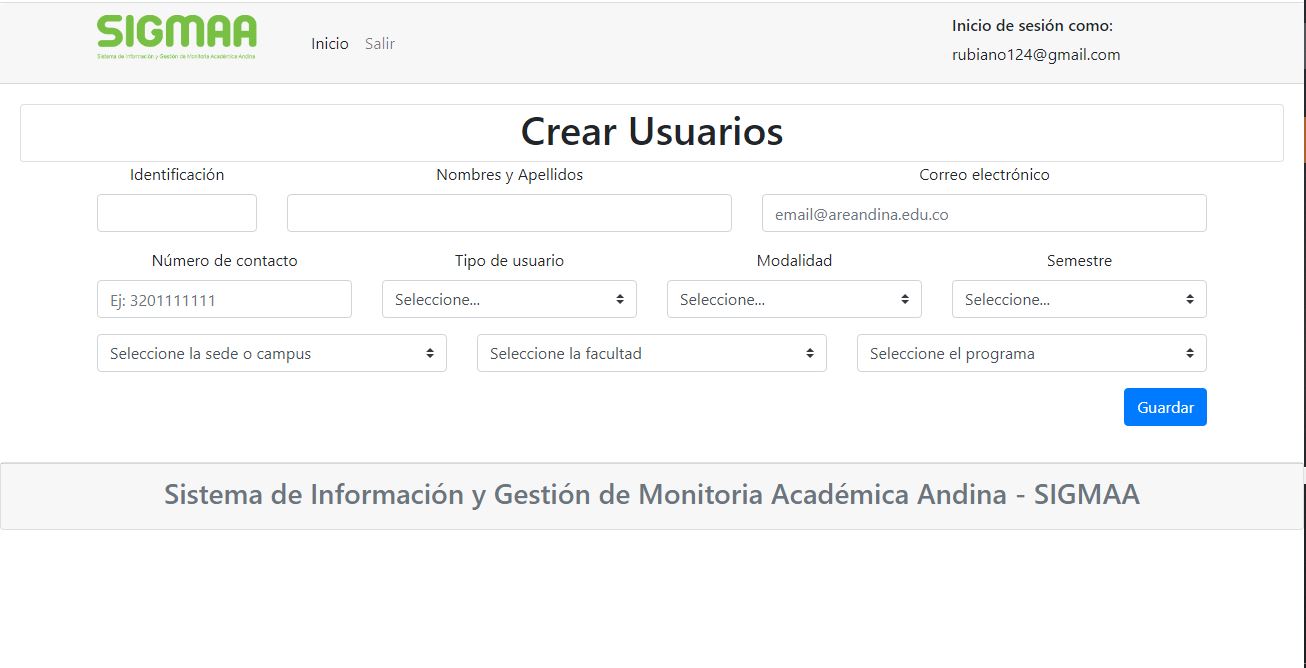 SIGMAA
Sistema de Información y Gestión de Monitoria Académica Andina
Inicio Salir
Inicio de sesión como:
rubiano124@gmail.com
Crear Usuarios
Identificación Nombres y Apellidos Correo electrónico
email@areandina.edu.co
Número de contacto Tipo de usuario Modalidad Semestre
Ej: 3201111111 Seleccione... Seleccione... Seleccione...
Seleccione la sede o campus Seleccione la facultad Seleccione el programa
Guardar
Sistema de Información y Gestión de Monitoria Académica Andina - SIGMAA